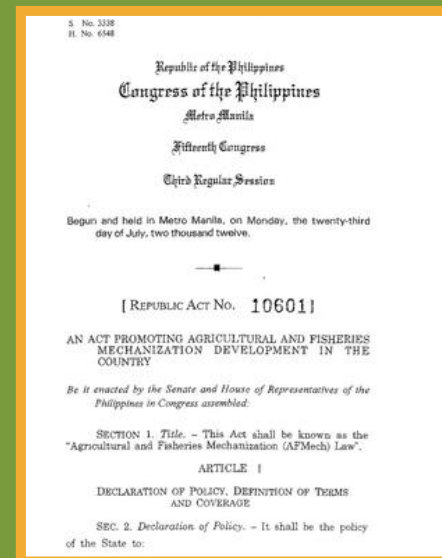 S. No. 3338
H. No. 6548
Republic of the Philippines
Congress of the Philippines
Metro Manila
Fifteenth Congress
Third Regular Session
Begun and held in Metro Manila, on Monday, the twenty-third
day of July, two thousand twelve.
[ REPUBLIC ACT NO. 10601 ]
AN ACT PROMOTING AGRICULTURAL AND FISHERIES
MECHANIZATION DEVELOPMENT IN THE
COUNTRY
Be it enacted by the Senate and House of Representatives of the
Philippines in Congress assembled:
SECTION 1. Title. – This Act shall be known as the
"Agricultural and Fisheries Mechanization (AFMech) Law".
ARTICLE I
DECLARATION OF POLICY, DEFINITION OF TERMS
AND COVERAGE
SEC. 2. Declaration of Policy. – It shall be the policy
of the State to: